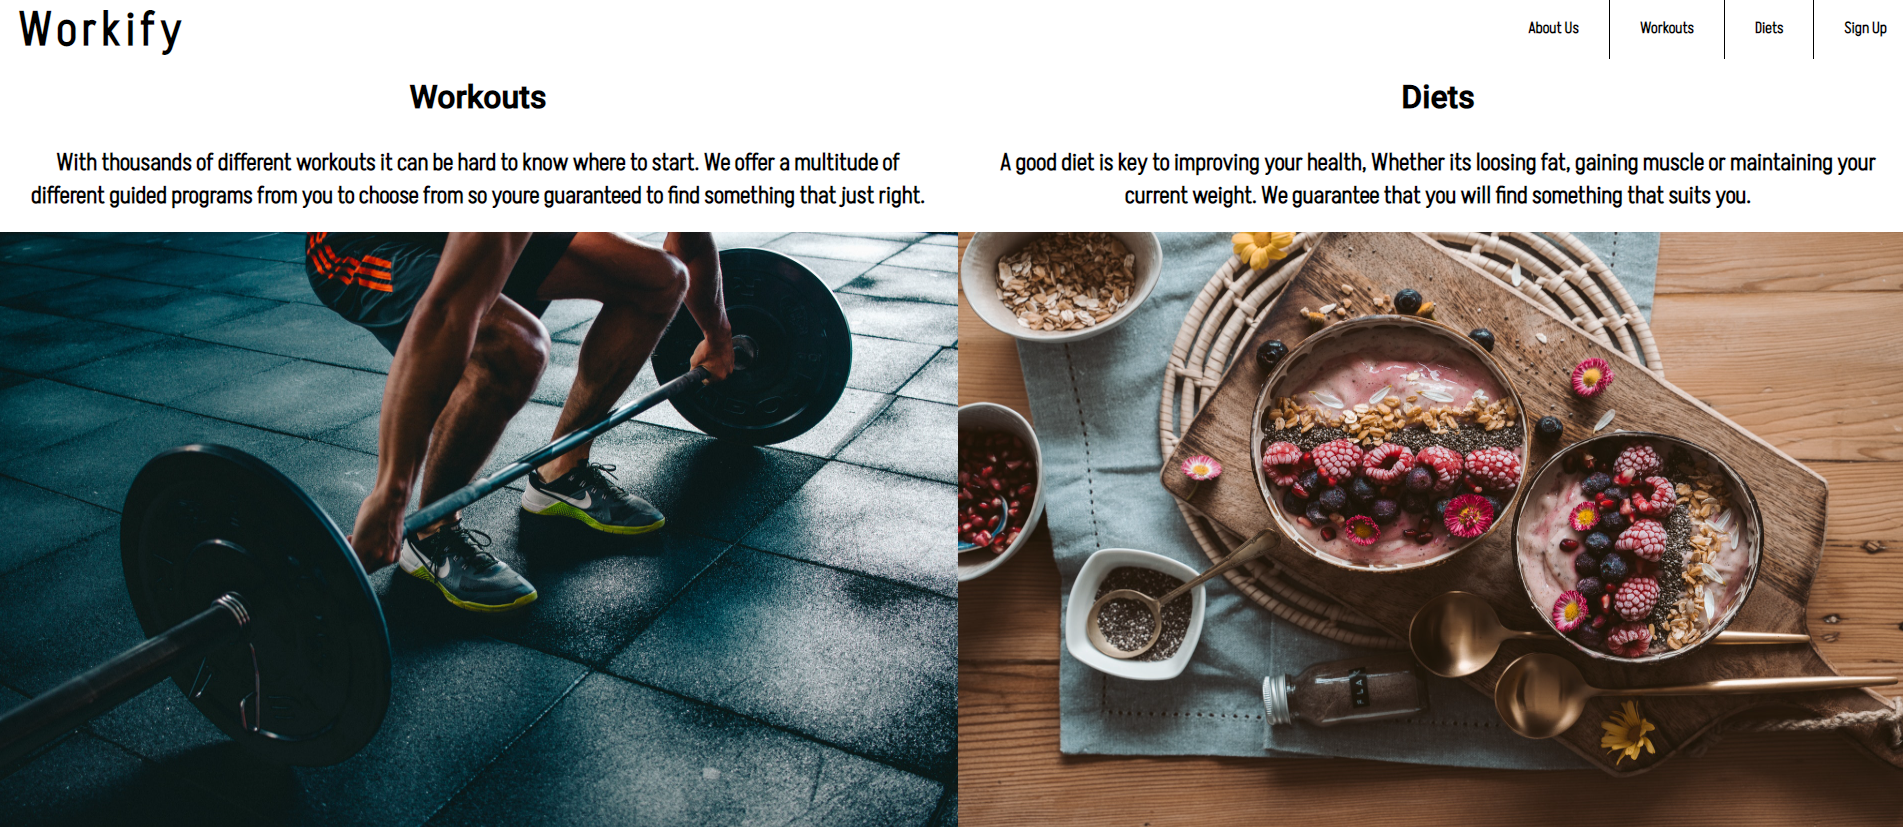 Workify
About Us
Workouts
Diets
Sign Up
Workouts
With thousands of different workouts it can be hard to know where to start. We offer a multitude of
different guided programs from you to choose from so youre guaranteed to find something that just right.
Diets
A good diet is key to improving your health, Whether its loosing fat, gaining muscle or maintaining your
current weight. We guarantee that you will find something that suits you.